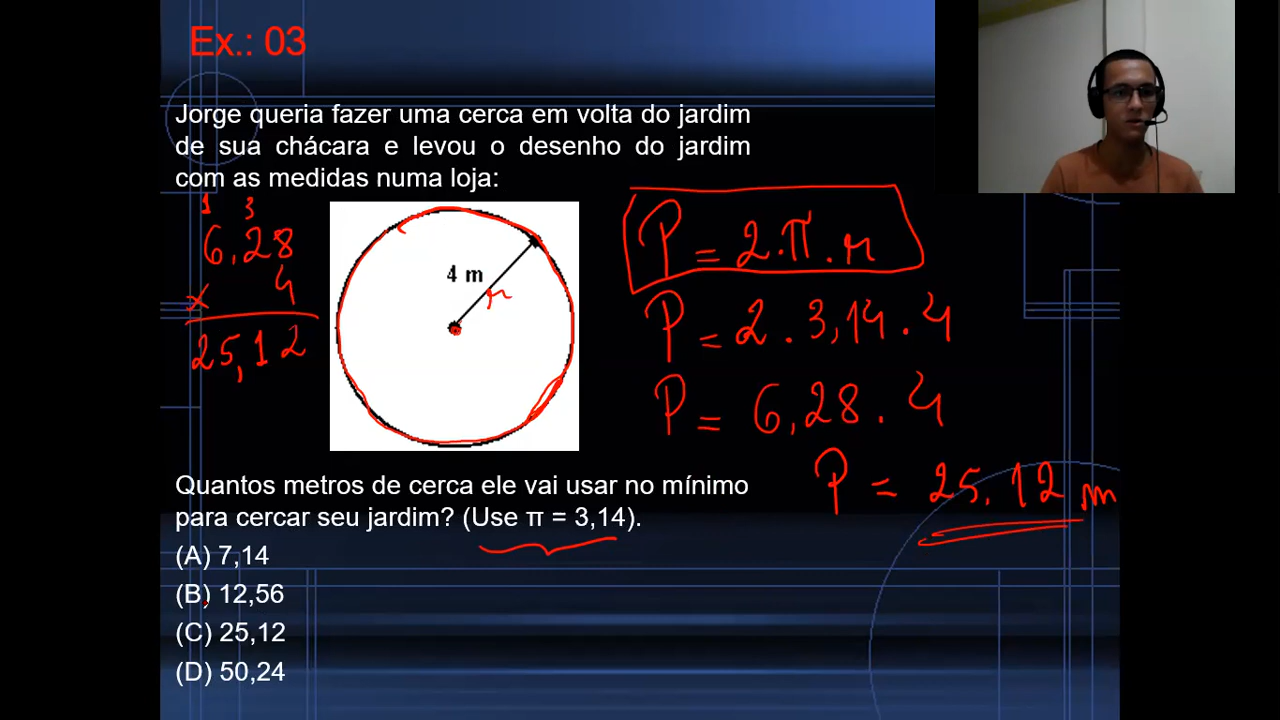 Ex.: 03
Jorge queria fazer uma cerca em volta do jardim
de sua chácara e levou o desenho do jardim
com as medidas numa loja:
1 3
6,28
x 4
25,12
4 m
r
P = 2.π.r
P = 2.3,14.4
P = 6,28.4
P = 25,12 m
Quantos metros de cerca ele vai usar no mínimo
para cercar seu jardim? (Use π = 3,14).
(A) 7,14
(B) 12,56
(C) 25,12
(D) 50,24